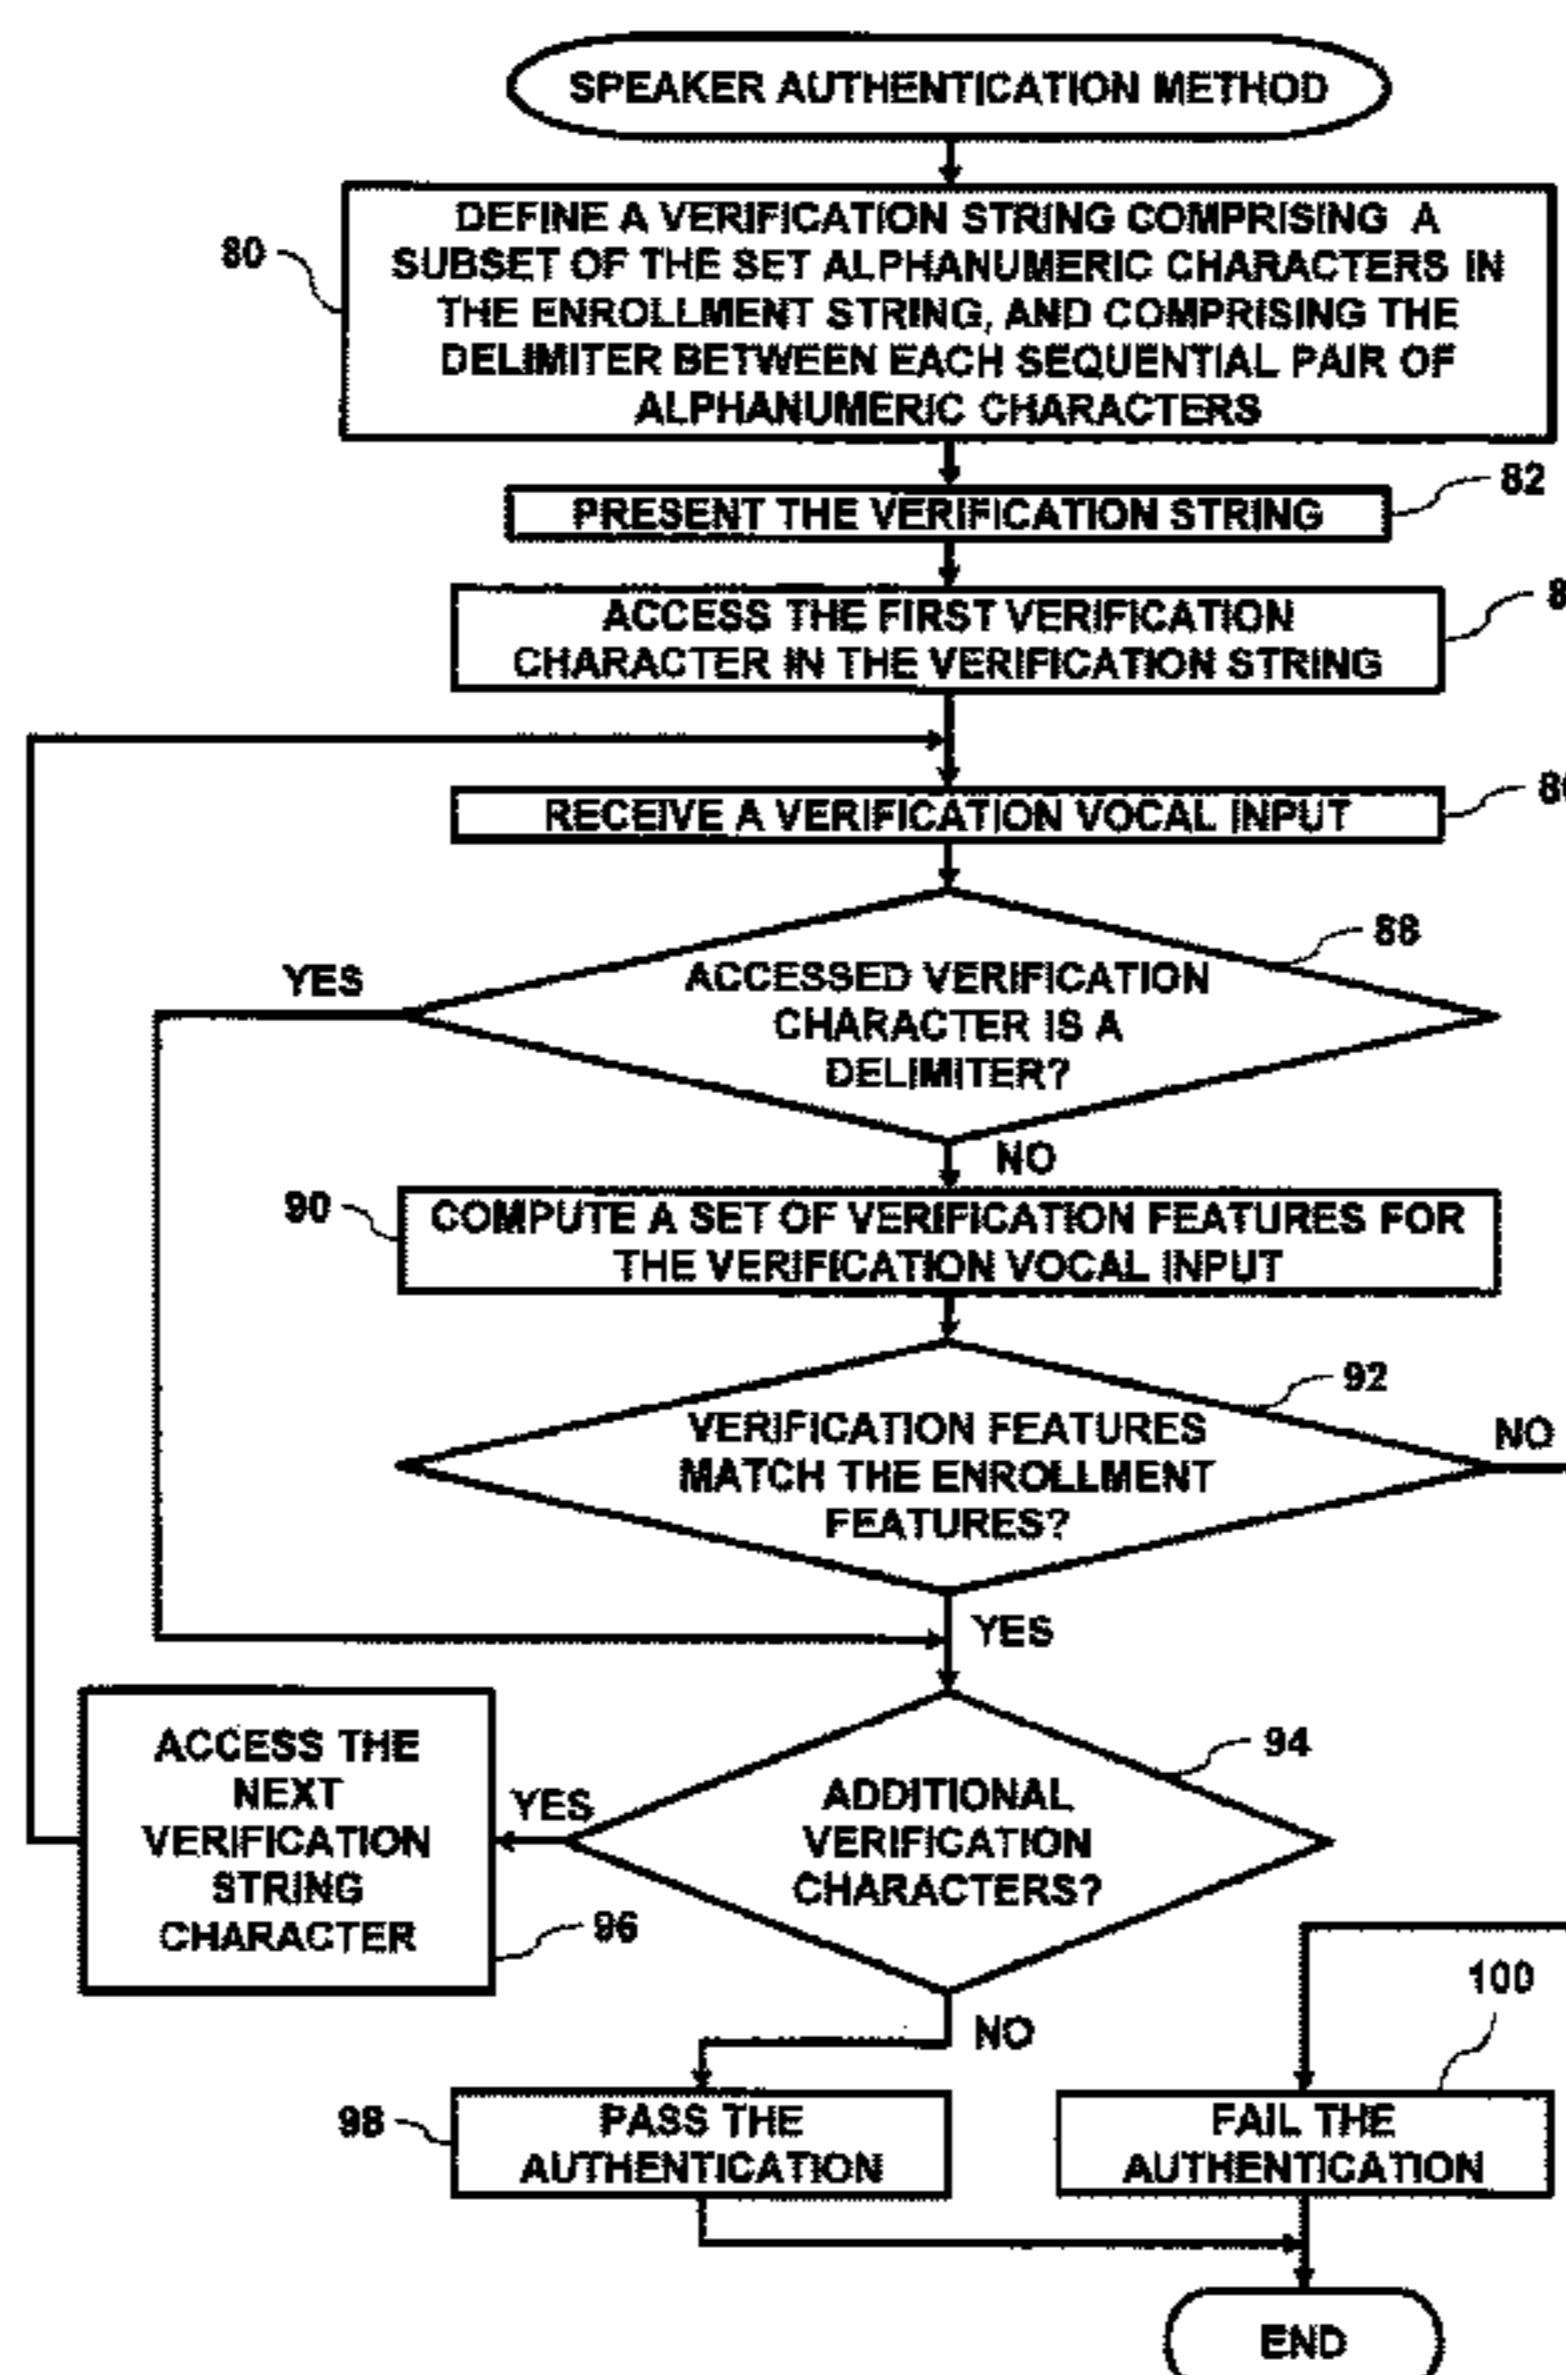 SPEAKER AUTHENTICATION METHOD
80
DEFINE A VERIFICATION STRING COMPRISING A
SUBSET OF THE SET ALPHANUMERIC CHARACTERS IN
THE ENROLLMENT STRING, AND COMPRISING THE
DELIMITER BETWEEN EACH SEQUENTIAL PAIR OF
ALPHANUMERIC CHARACTERS
82
PRESENT THE VERIFICATION STRING
ACCESS THE FIRST VERIFICATION
CHARACTER IN THE VERIFICATION STRING
RECEIVE A VERIFICATION VOCAL INPUT
88
YES
ACCESSED VERIFICATION
CHARACTER IS A
DELIMITER?
NO
90
COMPUTE A SET OF VERIFICATION FEATURES FOR
THE VERIFICATION VOCAL INPUT
92
NO
VERIFICATION FEATURES
MATCH THE ENROLLMENT
FEATURES?
YES
94
ACCESS THE
NEXT
VERIFICATION
STRING
CHARACTER
YES
ADDITIONAL
VERIFICATION
CHARACTERS?
96
100
NO
98
PASS THE
AUTHENTICATION
FAIL THE
AUTHENTICATION
END